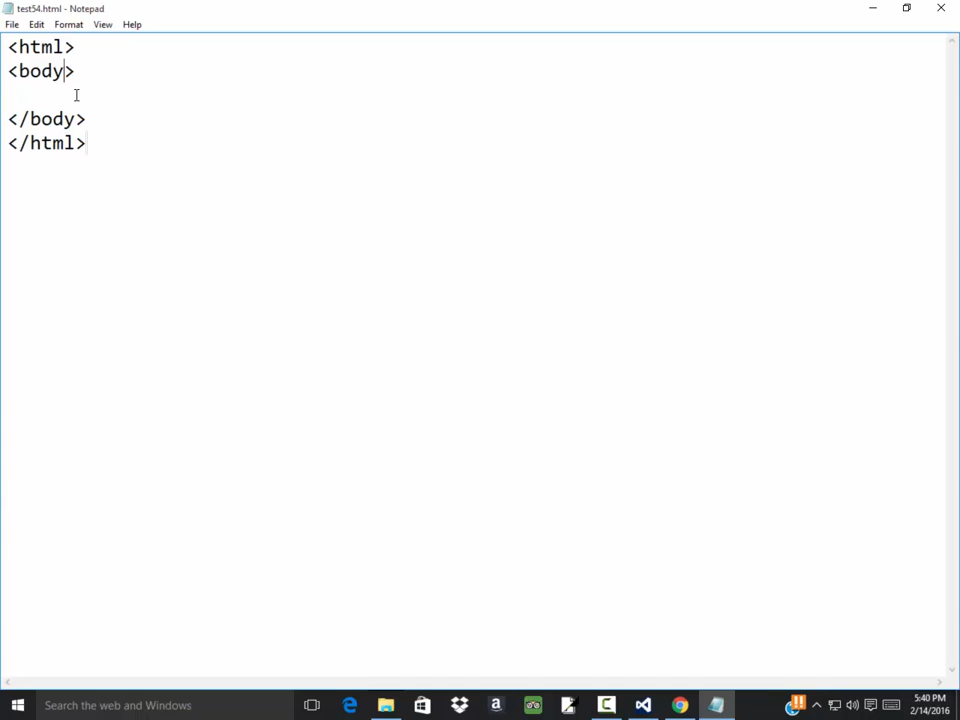 test54.html - Notepad
File Edit Format View Help
<html>
<body>
</body>
</html>
Search the web and Windows
5:40 PM
2/14/2016